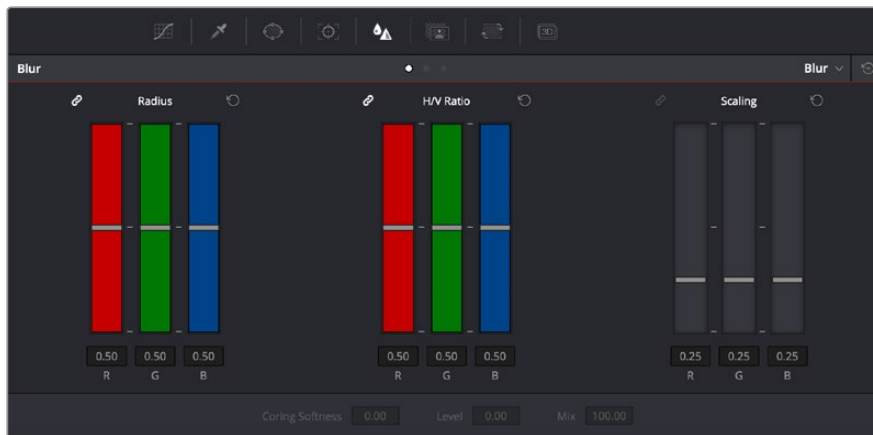 3D
Blur
Blur
Radius
H/V Ratio
Scaling
0.50 0.50 0.50
R G B
0.50 0.50 0.50
R G B
0.25 0.25 0.25
R G B
Coring Softness 0.00 Level 0.00 Mix 100.00